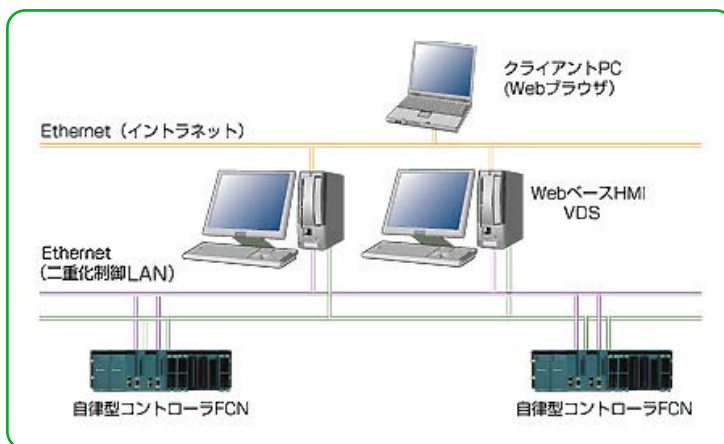 クライアントPC
(Webブラウザ)
Ethernet（イントラネット）
WebベースHMI
VDS
Ethernet
(二重化制御LAN)
自律型コントローラFCN
自律型コントローラFCN